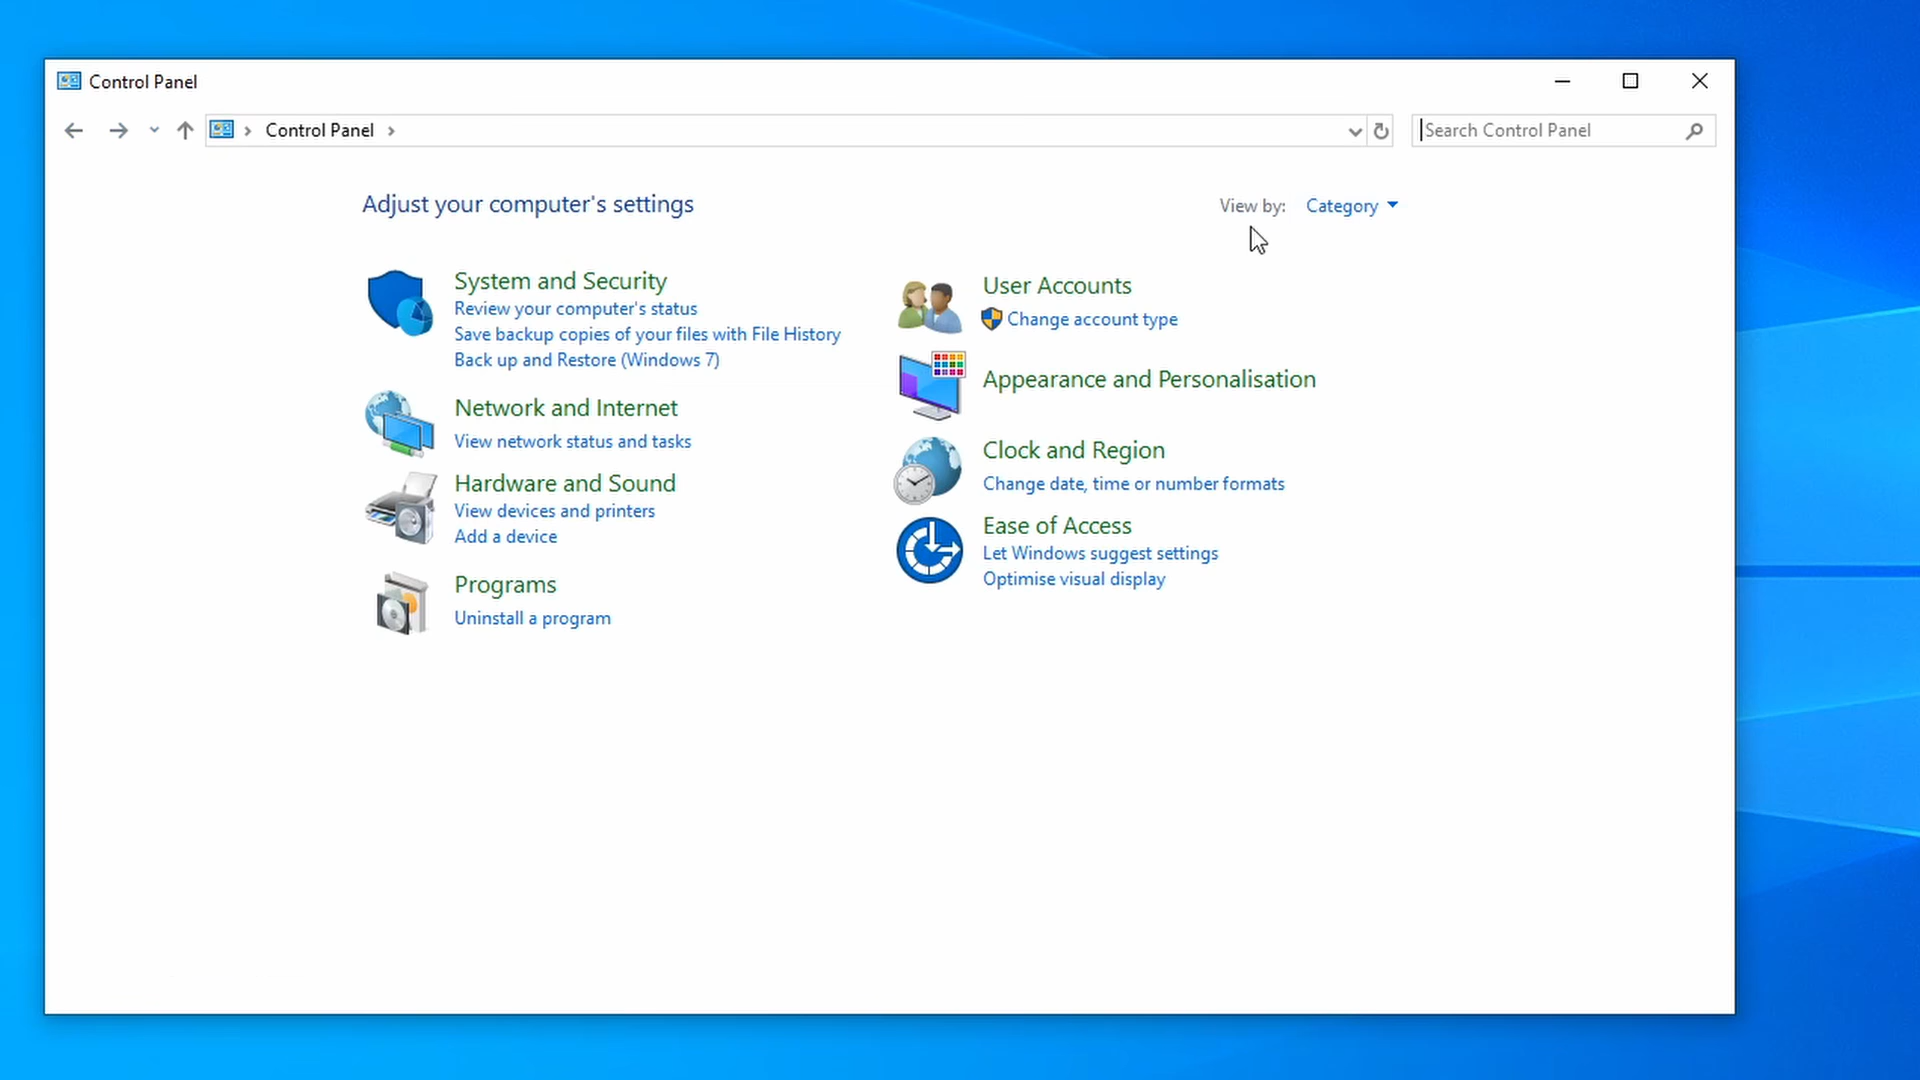 Control Panel
Control Panel
Search Control Panel
Adjust your computer's settings
View by: Category
System and Security
Review your computer's status
Save backup copies of your files with File History
Back up and Restore (Windows 7)
Network and Internet
View network status and tasks
Hardware and Sound
View devices and printers
Add a device
Programs
Uninstall a program
User Accounts
Change account type
Appearance and Personalisation
Clock and Region
Change date, time or number formats
Ease of Access
Let Windows suggest settings
Optimise visual display